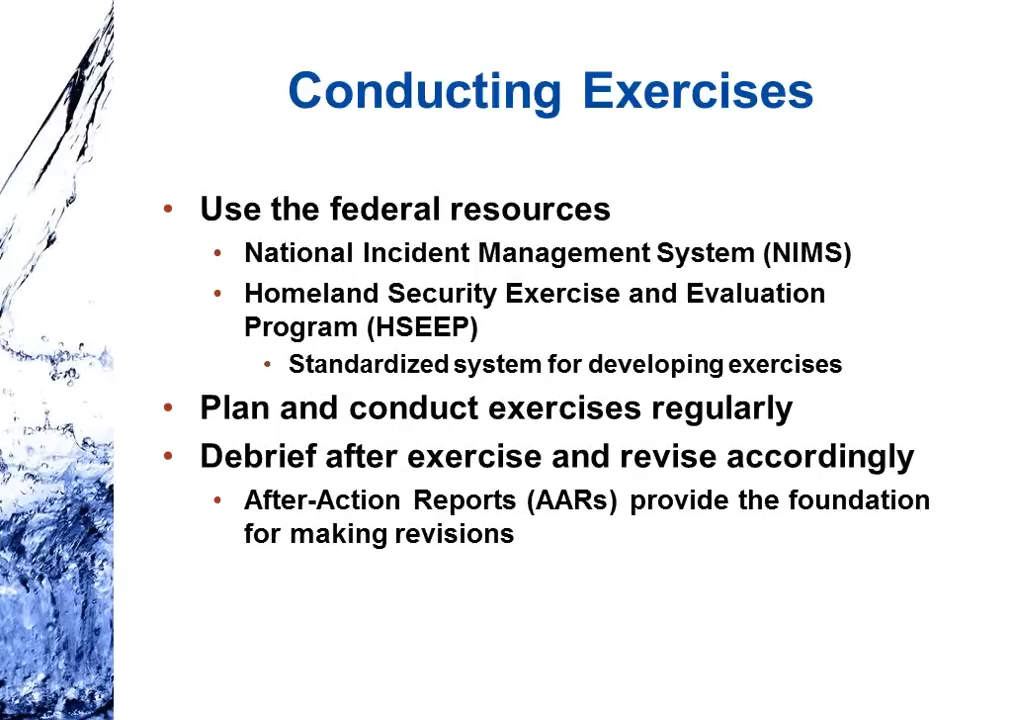 Conducting Exercises
• Use the federal resources
• National Incident Management System (NIMS)
• Homeland Security Exercise and Evaluation
Program (HSEEP)
• Standardized system for developing exercises
• Plan and conduct exercises regularly
• Debrief after exercise and revise accordingly
• After-Action Reports (AARs) provide the foundation
for making revisions